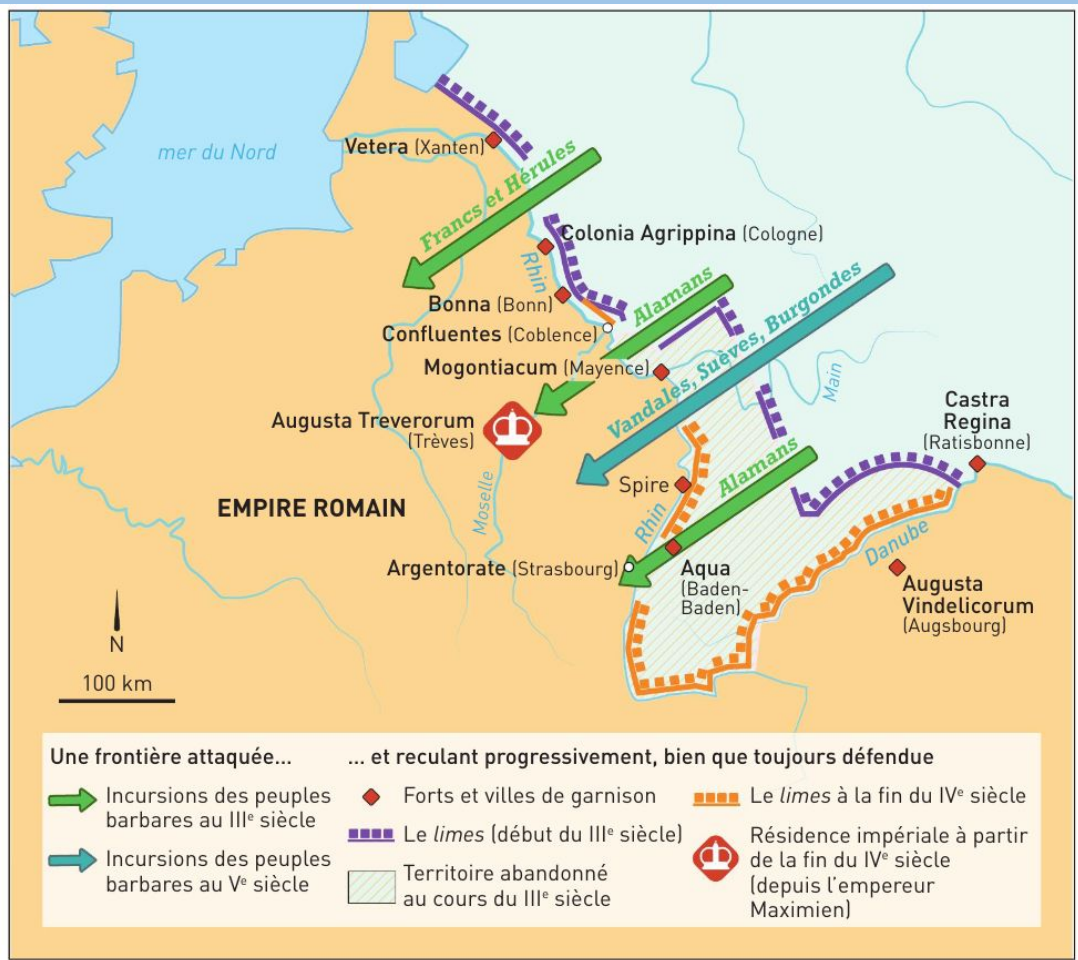 mer du Nord
Vetera (Xanten)
Francs et Hérules
Colonia Agrippina (Cologne)
Rhin
Bonna (Bonn)
Alamans
Confluentes (Coblence)
Vandales, Suèves, Burgondes
Mogontiacum (Mayence)
Main
Augusta Treverorum
(Trèves)
Castra
Regina
(Ratisbonne)
Alamans
Spire
Moselle
EMPIRE ROMAIN
Rhin
Danube
Argentorate (Strasbourg)
Aqua
(Baden-
Baden)
Augusta
Vindelicorum
(Augsbourg)
N
100 km
Une frontière attaquée...
Incursions des peuples
barbares au IIIe siècle
Incursions des peuples
barbares au Ve siècle
... et reculant progressivement, bien que toujours défendue
Forts et villes de garnison
Le limes (début du IIIe siècle)
Territoire abandonné
au cours du IIIe siècle
Le limes à la fin du IVe siècle
Résidence impériale à partir
de la fin du IVe siècle
(depuis l'empereur
Maximien)